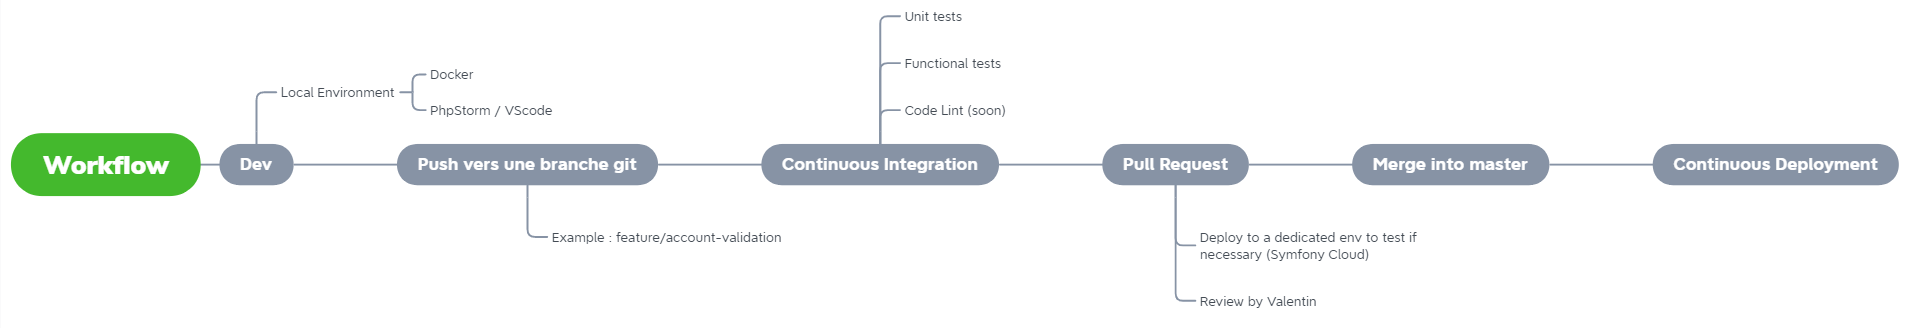 Workflow
Dev
Local Environment
Docker
PhpStorm / VScode
Push vers une branche git
Example : feature/account-validation
Continuous Integration
Unit tests
Functional tests
Code Lint (soon)
Pull Request
Deploy to a dedicated env to test if
necessary (Symfony Cloud)
Review by Valentin
Merge into master
Continuous Deployment